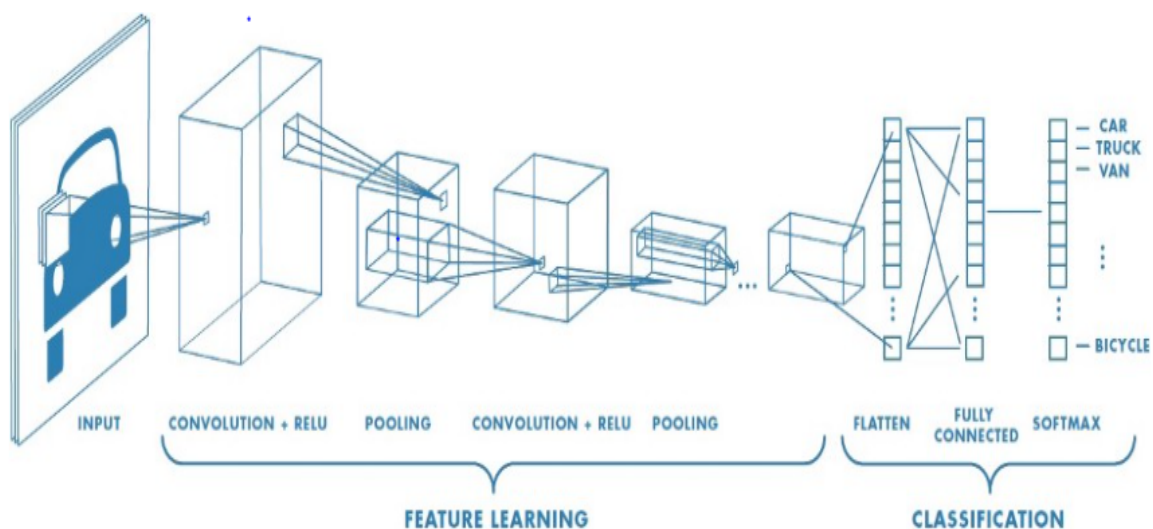 CAR
TRUCK
VAN
BICYCLE
INPUT
CONVOLUTION + RELU
POOLING
CONVOLUTION + RELU
POOLING
FLATTEN
FULLY
CONNECTED
SOFTMAX
FEATURE LEARNING
CLASSIFICATION